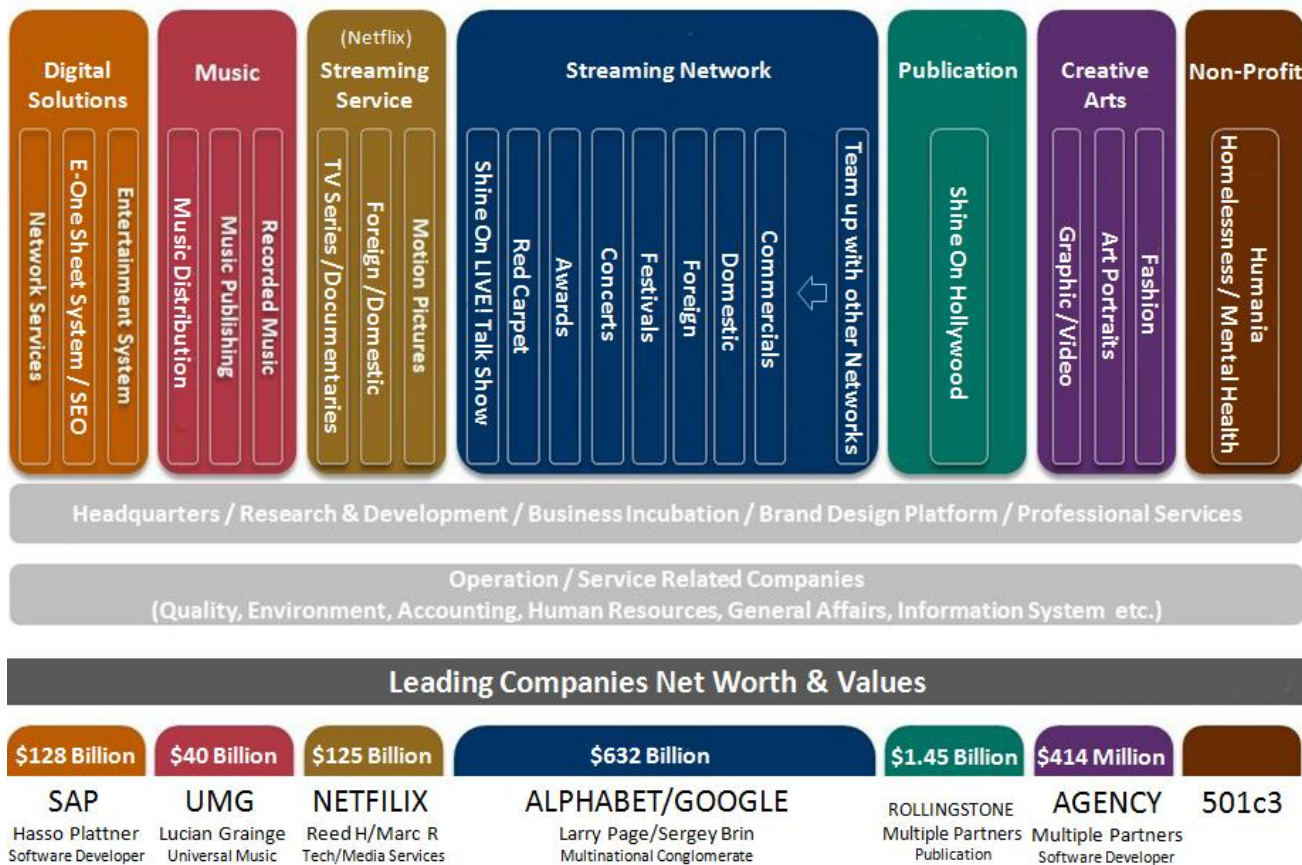 Digital
Solutions
Network Services
E-One Sheet System / SEO
Entertainment System
Music
Music Distribution
Music Publishing
Recorded Music
(Netflix)
Streaming
Service
TV Series /Documentaries
Foreign /Domestic
Motion Pictures
Streaming Network
Shine On LIVE! Talk Show
Red Carpet
Awards
Concerts
Festivals
Foreign
Domestic
Commercials
Team up with other Networks
Publication
Shine On Hollywood
Creative
Arts
Graphic /Video
Art Portraits
Fashion
Non-Profit
Homelessness / Mental Health
Humania
Headquarters / Research & Development / Business Incubation / Brand Design Platform / Professional Services
Operation / Service Related Companies
(Quality, Environment, Accounting, Human Resources, General Affairs, Information System etc.)
Leading Companies Net Worth & Values
$128 Billion
SAP
Hasso Plattner
Software Developer
$40 Billion
UMG
Lucian Grainge
Universal Music
$125 Billion
NETFILIX
Reed H/Marc R
Tech/Media Services
$632 Billion
ALPHABET/GOOGLE
Larry Page/Sergey Brin
Multinational Conglomerate
$1.45 Billion
ROLLINGSTONE
Multiple Partners
Publication
$414 Million
AGENCY
Multiple Partners
Software Developer
501c3